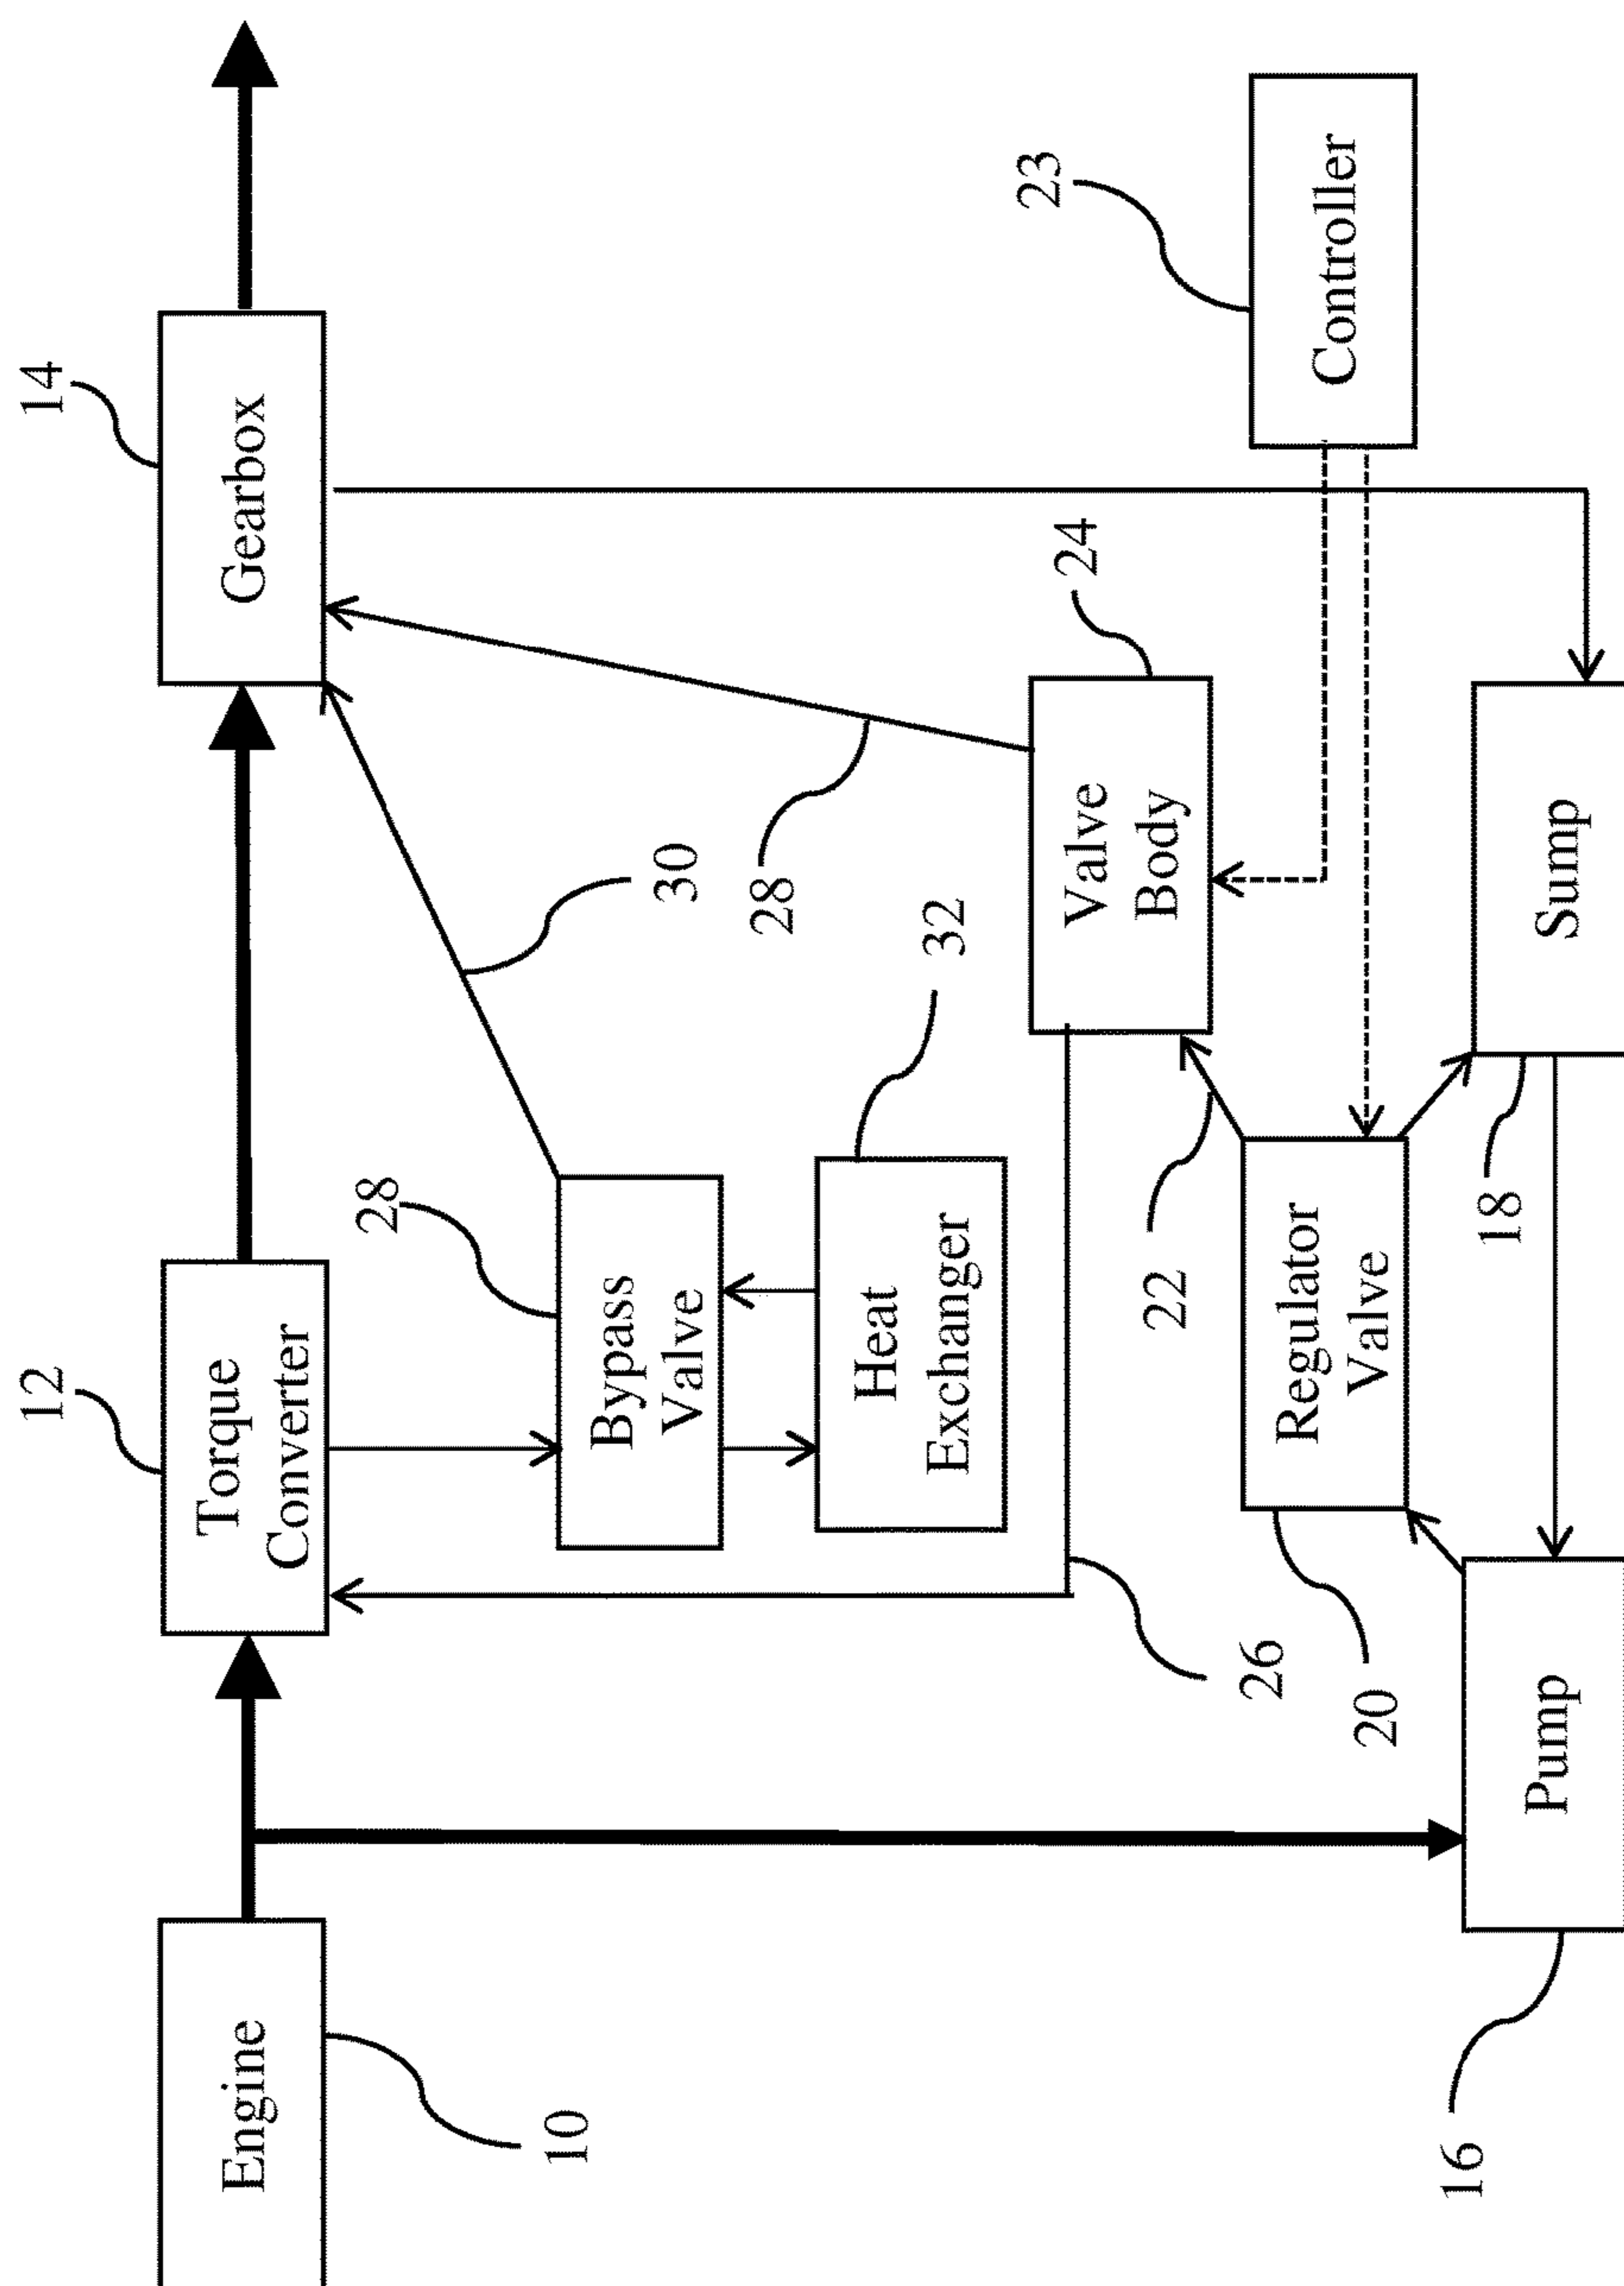 10
Engine
12
Torque
Converter
14
Gearbox
28
Bypass
Valve
30
28
32
Heat
Exchanger
24
Valve
Body
23
Controller
26
22
20
Regulator
Valve
18
Sump
16
Pump